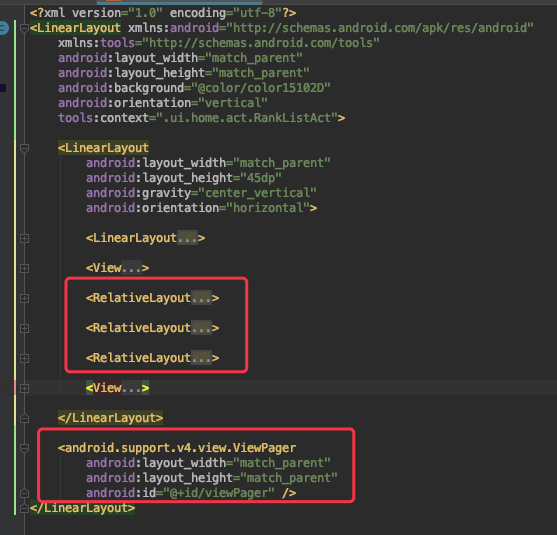 <?xml version="1.0" encoding="utf-8"?>
<LinearLayout xmlns:android="http://schemas.android.com/apk/res/android"
xmlns:tools="http://schemas.android.com/tools"
android:layout_width="match_parent"
android:layout_height="match_parent"
android:background="@color/color15102D"
android:orientation="vertical"
tools:context=".ui.home.act.RankListAct">
<LinearLayout
android:layout_width="match_parent"
android:layout_height="45dp"
android:gravity="center_vertical"
android:orientation="horizontal">
<LinearLayout...>
<View...>
<RelativeLayout...>
<RelativeLayout...>
<RelativeLayout...>
<View...>
</LinearLayout>
<android.support.v4.view.ViewPager
android:layout_width="match_parent"
android:layout_height="match_parent"
android:id="@+id/viewPager" />
</LinearLayout>